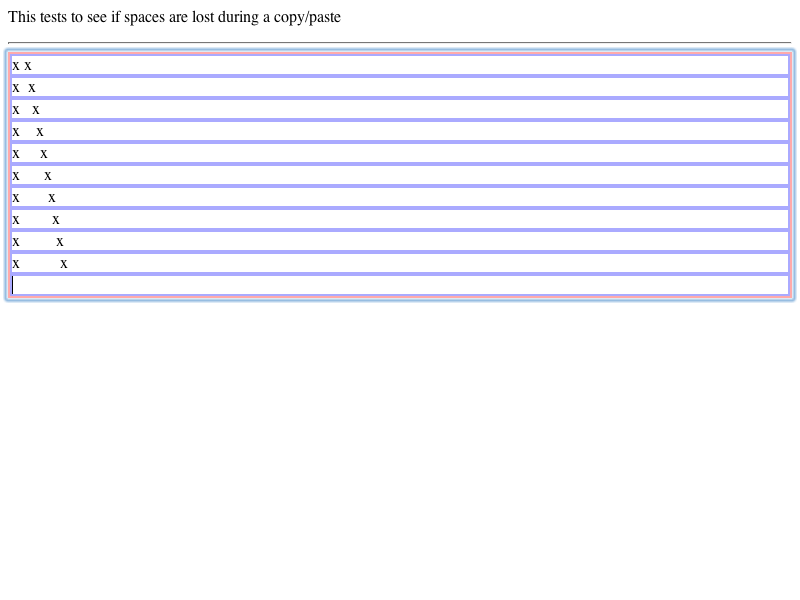 This tests to see if spaces are lost during a copy/paste
x x
x  x
x   x
x    x
x     x
x      x
x       x
x        x
x         x
x          x